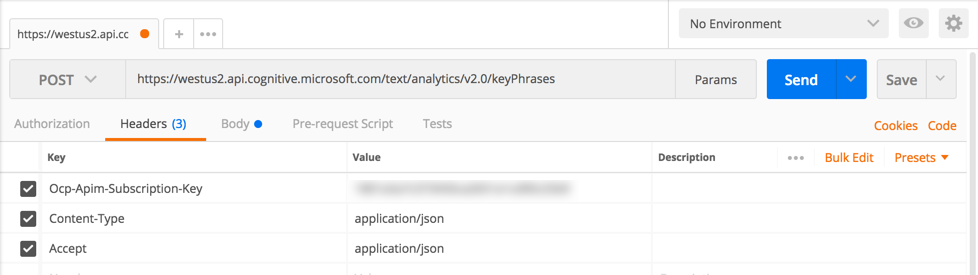 https://westus2.api.cc
No Environment
POST https://westus2.api.cognitive.microsoft.com/text/analytics/v2.0/keyPhrases Params Send Save
Authorization Headers (3) Body Pre-request Script Tests Cookies Code
Key Value Description Bulk Edit Presets
Ocp-Apim-Subscription-Key
Content-Type application/json
Accept application/json